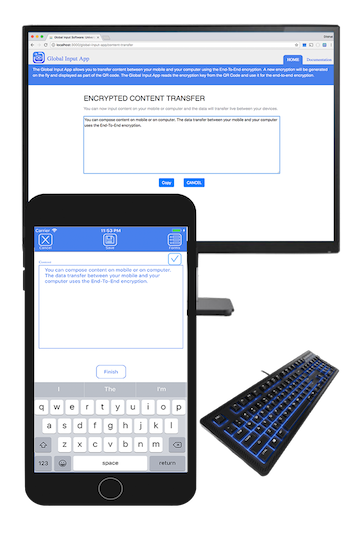 Global Input App Software (Global Input)
localhost:5000/global-input-app/content-transfer
Global Input App
HOME
Documentation
The Global Input App allows you to transfer content between your mobile and your computer using the End-To-End encryption. A new encryption will be generated
on the fly and displayed as part of the QR code. The Global Input App reads the encryption key from the QR Code and use it for the end-to-end encryption.
ENCRYPTED CONTENT TRANSFER
You can now input content on your mobile or computer and the data will transfer live between your devices.
You can compose content on mobile or on computer. The data transfer between your mobile and your computer
uses the End-To-End encryption.
Copy
CANCEL
Carrier
11:53 PM
Cancel
Save
Forms
Content
You can compose content on mobile or on computer.
The data transfer between your mobile and your
computer uses the End-To-End encryption.
Finish
I
The
I'm
q w e r t y u i o p
a s d f g h j k l
z x c v b n m
123
space
return